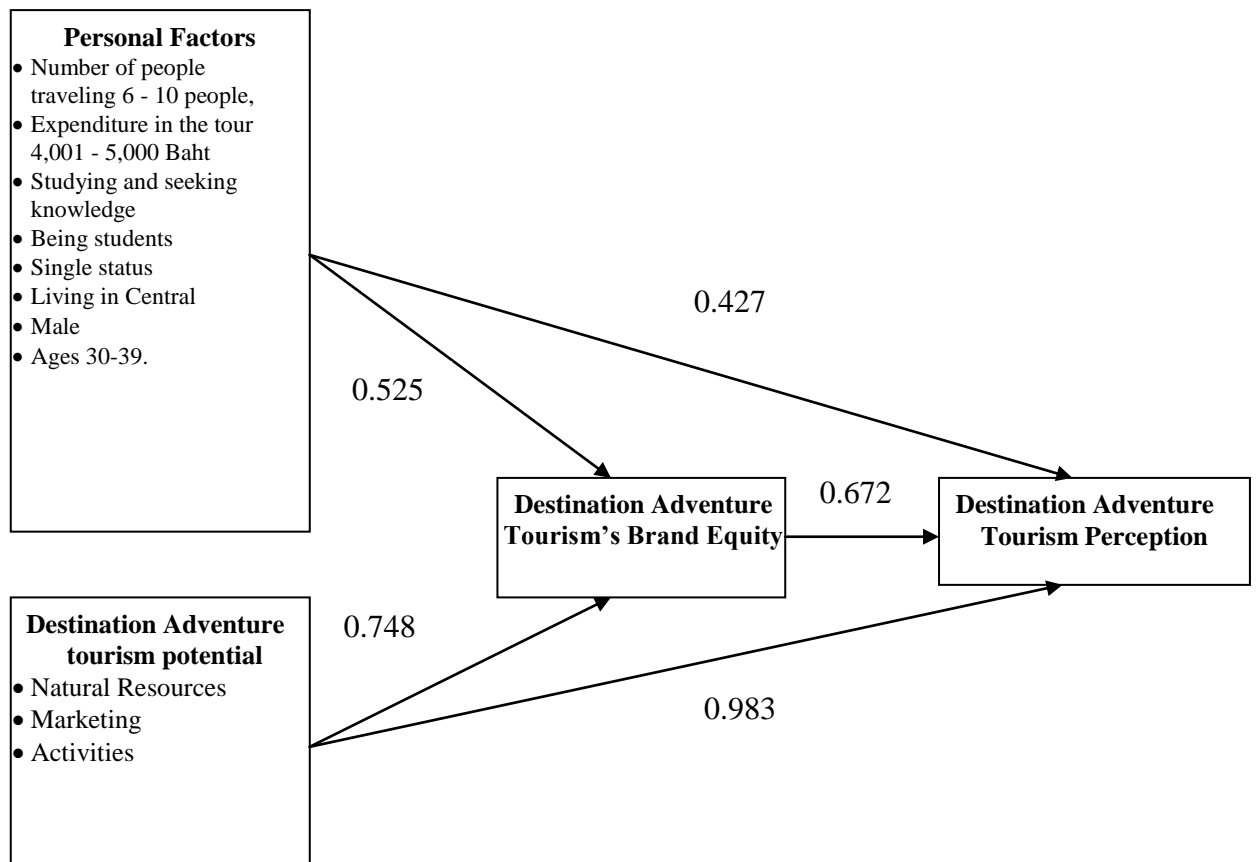 Personal Factors
• Number of people
traveling 6 - 10 people,
• Expenditure in the tour
4,001 - 5,000 Baht
• Studying and seeking
knowledge
• Being students
• Single status
• Living in Central
• Male
• Ages 30-39.
0.427
0.525
Destination Adventure
Tourism’s Brand Equity
0.672
Destination Adventure
Tourism Perception
Destination Adventure
tourism potential
• Natural Resources
• Marketing
• Activities
0.748
0.983